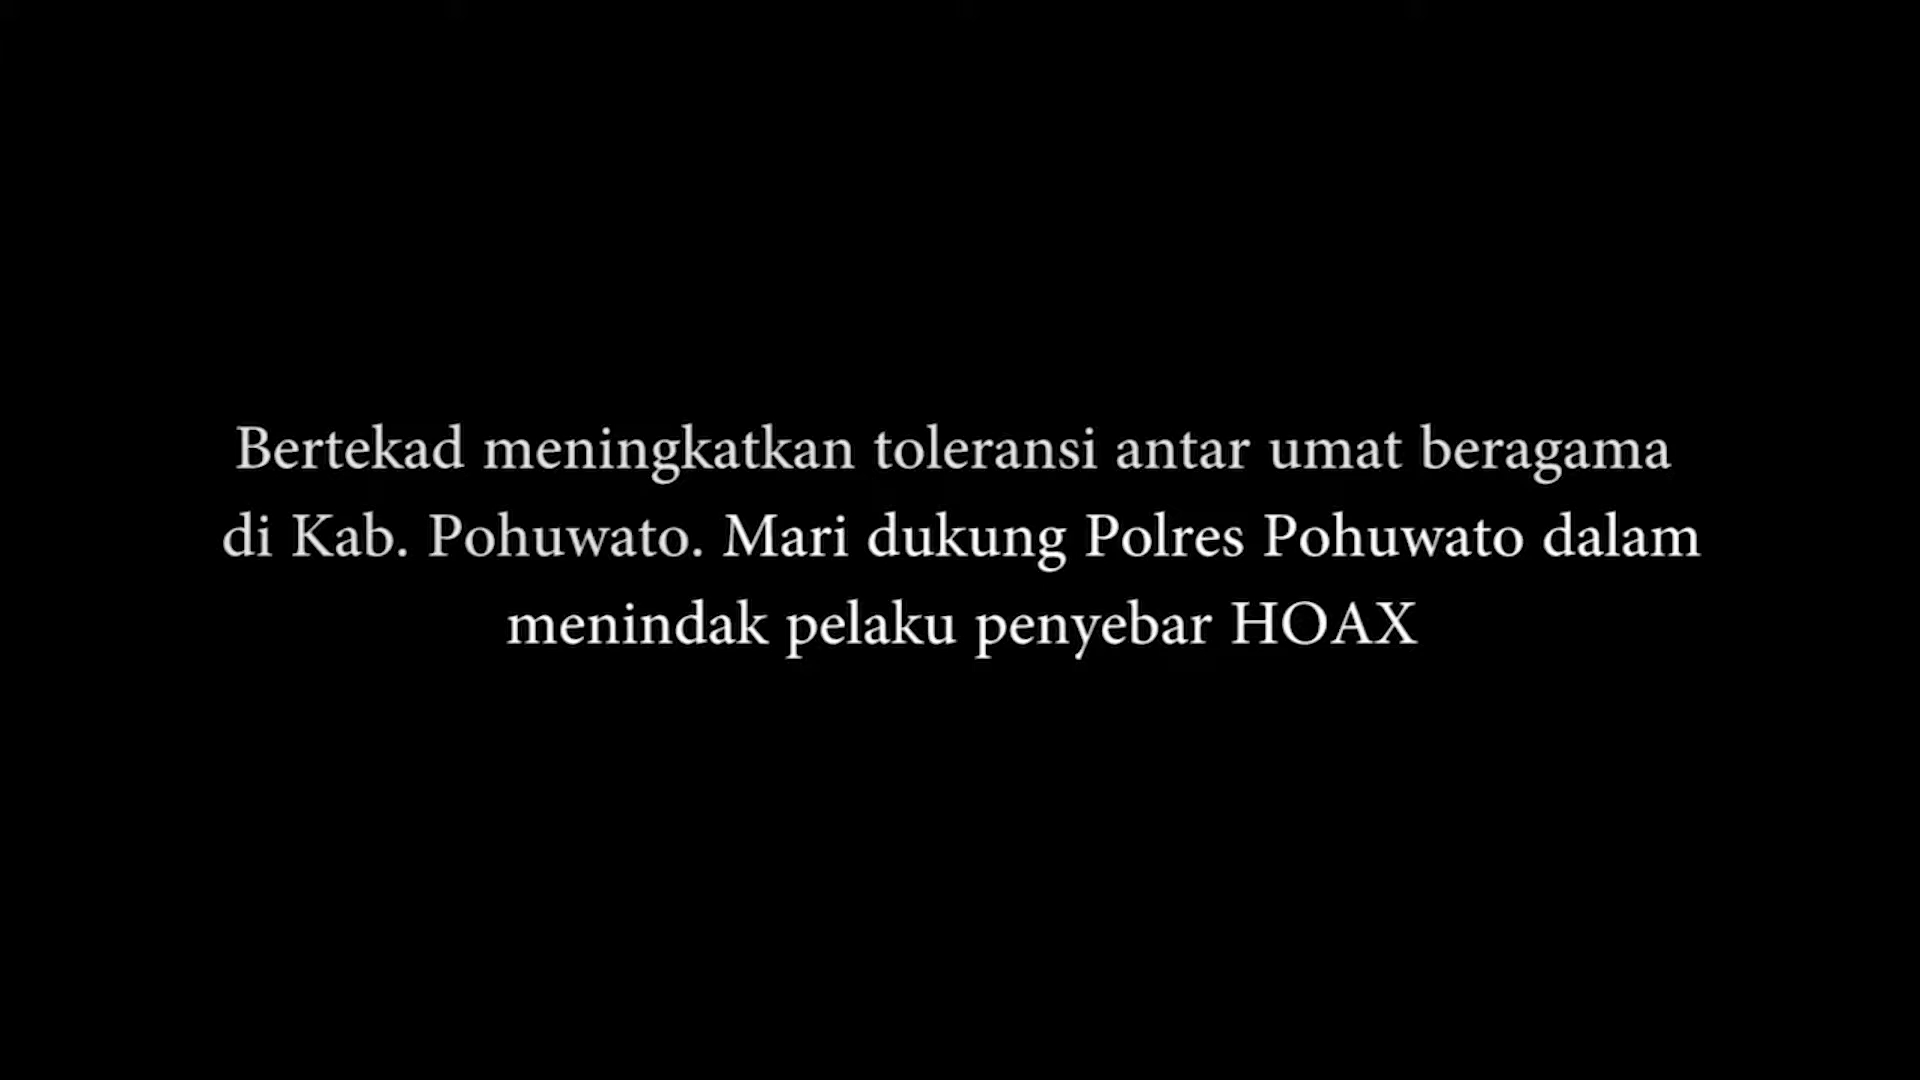 Bertekad meningkatkan toleransi antar umat beragama
di Kab. Pohuwato. Mari dukung Polres Pohuwato dalam
menindak pelaku penyebar HOAX